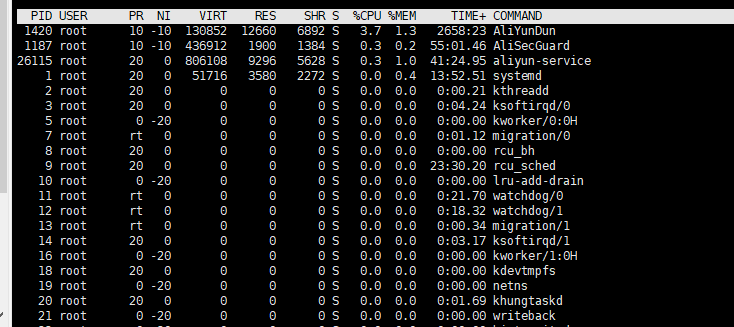 PID USER PR NI VIRT RES SHR S %CPU %MEM TIME+ COMMAND
1420 root 10 -10 130852 12660 6892 S 3.7 1.3 2658:23 AliYunDun
1187 root 10 -10 436912 1900 1384 S 0.3 0.2 55:01.46 AliSecGuard
26115 root 20 0 806108 9296 5628 S 0.3 1.0 41:24.95 aliyun-service
1 root 20 0 51716 3580 2272 S 0.0 0.4 13:52.51 systemd
2 root 20 0 0 0 0 S 0.0 0.0 0:00.21 kthreadd
3 root 20 0 0 0 0 S 0.0 0.0 0:04.24 ksoftirqd/0
5 root 0 -20 0 0 0 S 0.0 0.0 0:00.00 kworker/0:0H
7 root rt 0 0 0 0 S 0.0 0.0 0:01.12 migration/0
8 root 20 0 0 0 0 S 0.0 0.0 0:00.00 rcu_bh
9 root 20 0 0 0 0 S 0.0 0.0 23:30.20 rcu_sched
10 root 0 -20 0 0 0 S 0.0 0.0 0:00.00 lru-add-drain
11 root rt 0 0 0 0 S 0.0 0.0 0:21.70 watchdog/0
12 root rt 0 0 0 0 S 0.0 0.0 0:18.32 watchdog/1
13 root rt 0 0 0 0 S 0.0 0.0 0:00.34 migration/1
14 root 20 0 0 0 0 S 0.0 0.0 0:03.17 ksoftirqd/1
16 root 0 -20 0 0 0 S 0.0 0.0 0:00.00 kworker/1:0H
18 root 20 0 0 0 0 S 0.0 0.0 0:00.00 kdevtmpfs
19 root 0 -20 0 0 0 S 0.0 0.0 0:00.00 netns
20 root 20 0 0 0 0 S 0.0 0.0 0:01.69 khungtaskd
21 root 0 -20 0 0 0 S 0.0 0.0 0:00.00 writeback